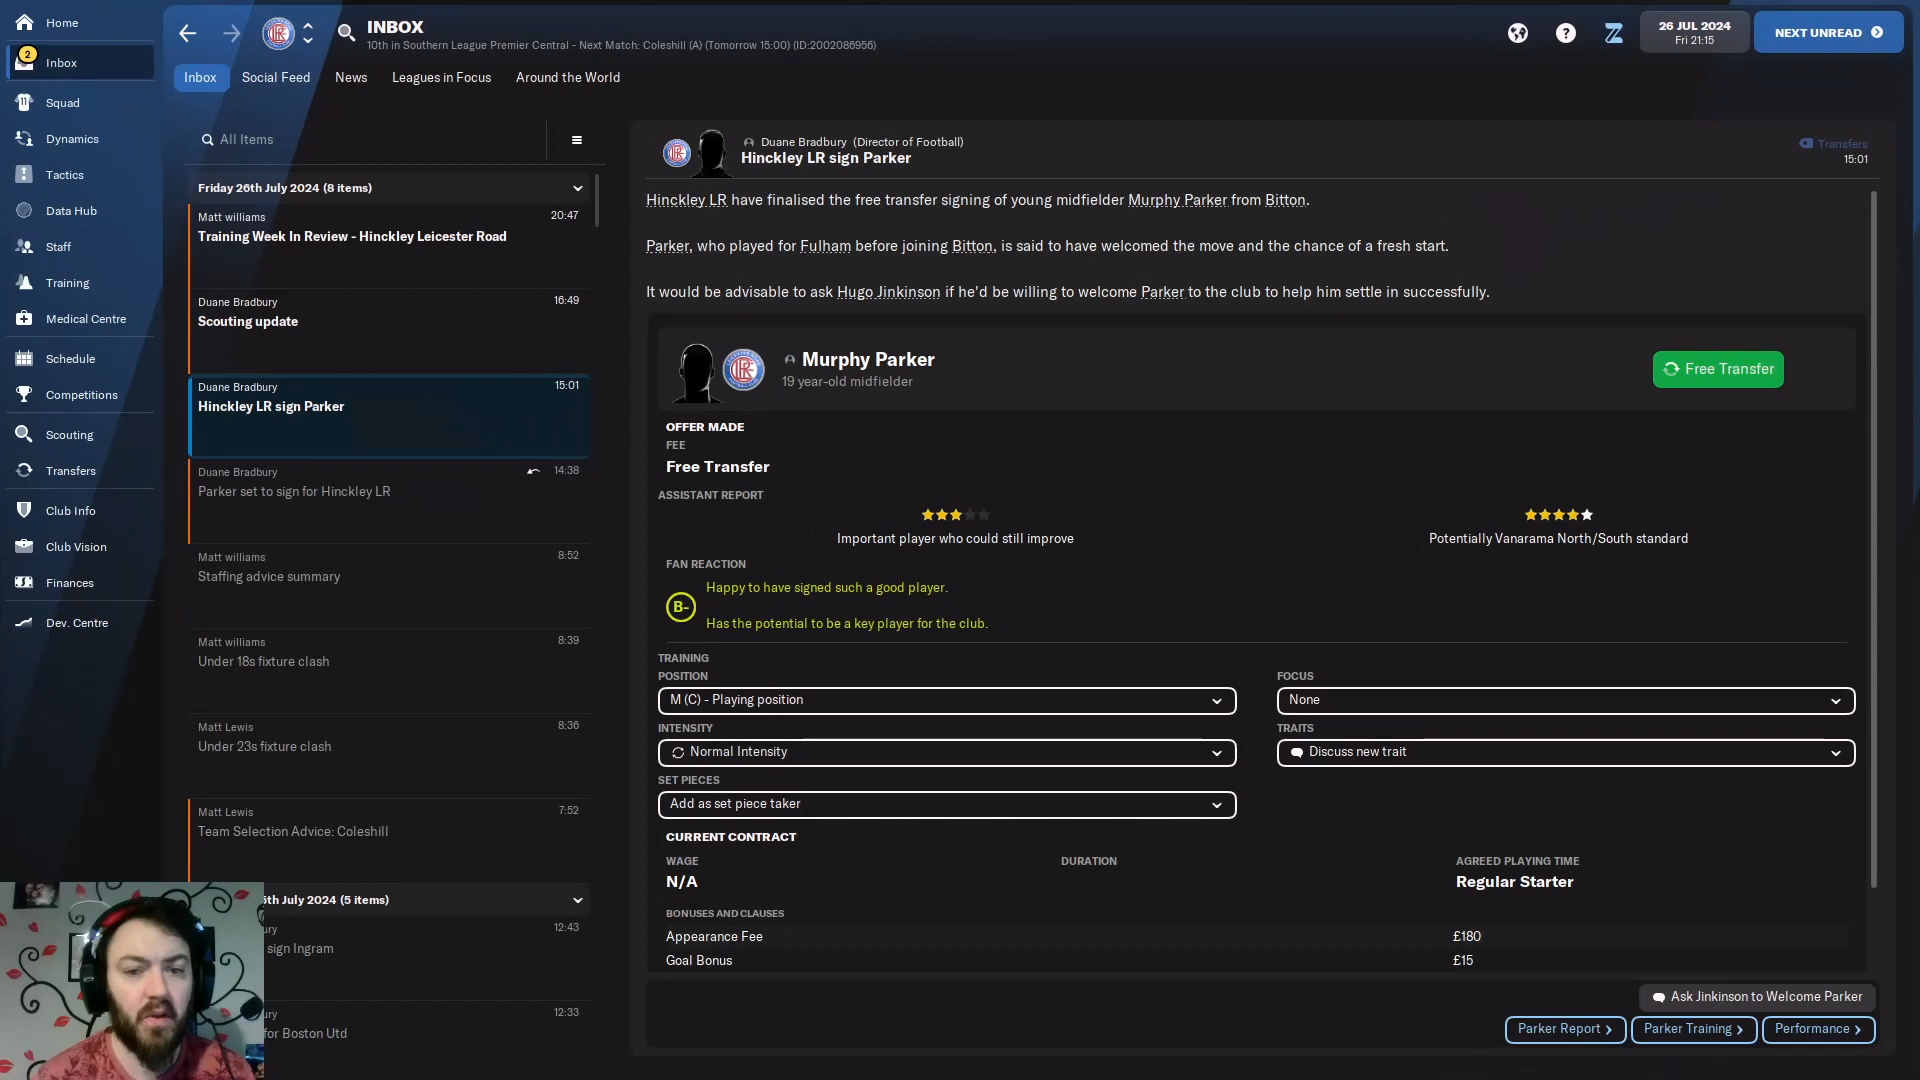 Home
INBOX
10th in Southern League Premier Central - Next Match: Coleshill (A) (Tomorrow 15:00) (ID:2002086956)
26 JUL 2024
Fri 21:15
NEXT UNREAD
2
Inbox
Squad
Dynamics
Tactics
Data Hub
Staff
Training
Medical Centre
Schedule
Competitions
Scouting
Transfers
Club Info
Club Vision
Finances
Dev. Centre
Inbox
Social Feed
News
Leagues in Focus
Around the World
All Items
Friday 26th July 2024 (8 items)
Matt williams 20:47
Training Week In Review - Hinckley Leicester Road
Duane Bradbury 16:49
Scouting update
Duane Bradbury 15:01
Hinckley LR sign Parker
Duane Bradbury 14:38
Parker set to sign for Hinckley LR
Matt williams 8:52
Staffing advice summary
Matt williams 8:39
Under 18s fixture clash
Matt Lewis 8:36
Under 23s fixture clash
Matt Lewis 7:52
Team Selection Advice: Coleshill
5th July 2024 (5 items)
ury 12:43
sign Ingram
ury 12:33
for Boston Utd
Duane Bradbury (Director of Football)
Hinckley LR sign Parker
Transfers
15:01
Hinckley LR have finalised the free transfer signing of young midfielder Murphy Parker from Bitton.
Parker, who played for Fulham before joining Bitton, is said to have welcomed the move and the chance of a fresh start.
It would be advisable to ask Hugo Jinkinson if he'd be willing to welcome Parker to the club to help him settle in successfully.
Murphy Parker
19 year-old midfielder
Free Transfer
OFFER MADE
FEE
Free Transfer
ASSISTANT REPORT
Important player who could still improve
Potentially Vanarama North/South standard
FAN REACTION
B-
Happy to have signed such a good player.
Has the potential to be a key player for the club.
TRAINING
POSITION
M (C) - Playing position
FOCUS
None
INTENSITY
Normal Intensity
TRAITS
Discuss new trait
SET PIECES
Add as set piece taker
CURRENT CONTRACT
WAGE
N/A
DURATION
AGREED PLAYING TIME
Regular Starter
BONUSES AND CLAUSES
Appearance Fee £180
Goal Bonus £15
Ask Jinkinson to Welcome Parker
Parker Report
Parker Training
Performance